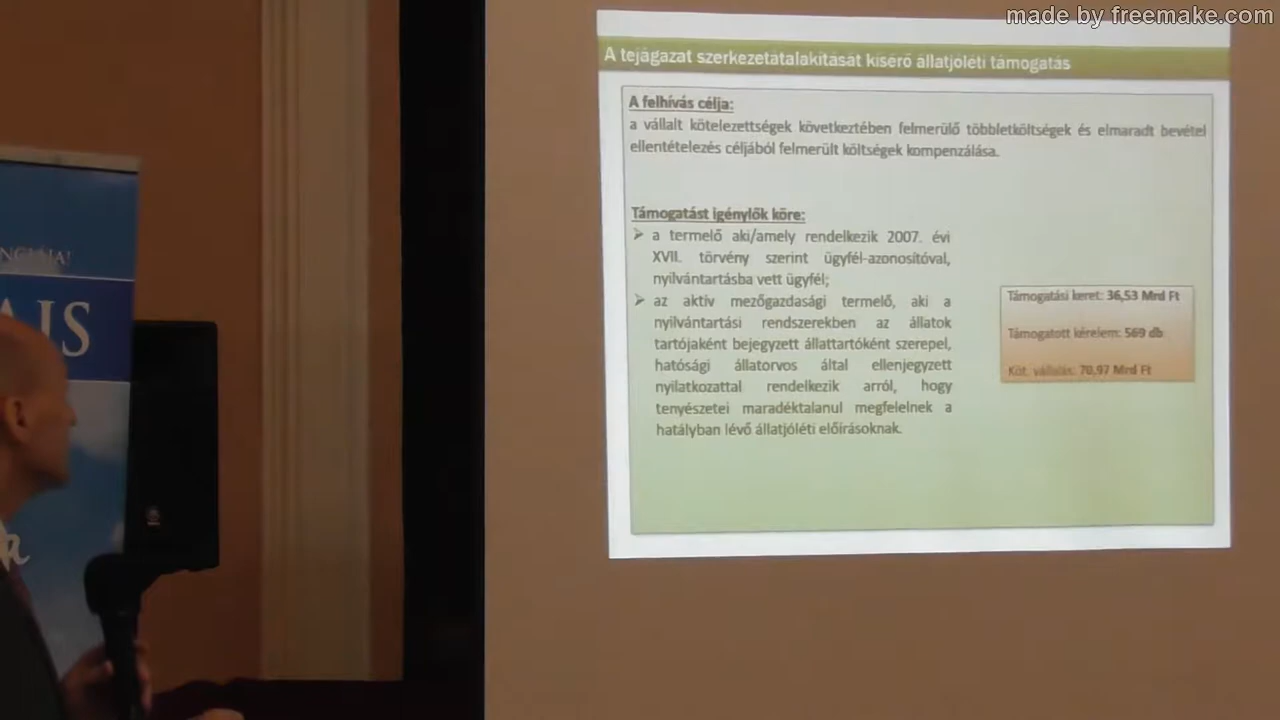 made by freemake.com
A tejágazat szerkezetátalakítását kísérő állatjóléti támogatás
A felhívás célja:
a vállalt kötelezettségek következtében felmerülő többletköltségek és elmaradt bevétel
ellentételezés céljából felmerült költségek kompenzálása.
Támogatást igénylők köre:
➢ a termelő aki/amely rendelkezik 2007. évi
XVII. törvény szerint ügyfél-azonosítóval,
nyilvántartásba vett ügyfél;
➢ az aktív mezőgazdasági termelő, aki a
nyilvántartási rendszerekben az állatok
tartójaként bejegyzett állattartóként szerepel,
hatósági állatorvos által ellenjegyzett
nyilatkozattal rendelkezik arról, hogy
tenyészetei maradéktalanul megfelelnek a
hatályban lévő állatjóléti előírásoknak.
Támogatási keret: 36,53 Mrd Ft
Támogatott kérelem: 569 db
Köt. vállalás: 70,97 Mrd Ft